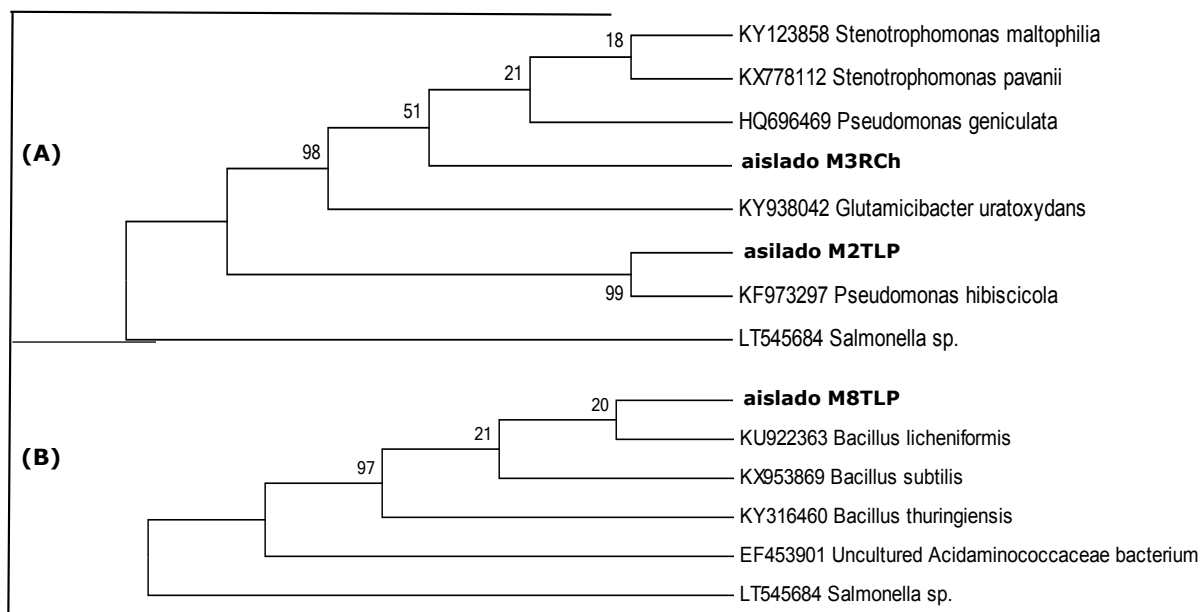 18
KY123858 Stenotrophomonas maltophilia
21
KX778112 Stenotrophomonas pavanii
51
HQ696469 Pseudomonas geniculata
(A)
98
aislado M3RCh
KY938042 Glutamicibacter uratoxydans
asilado M2TLP
99
KF973297 Pseudomonas hibiscicola
LT545684 Salmonella sp.
20
aislado M8TLP
21
KU922363 Bacillus licheniformis
(B)
97
KX953869 Bacillus subtilis
KY316460 Bacillus thuringiensis
EF453901 Uncultured Acidaminococcaceae bacterium
LT545684 Salmonella sp.